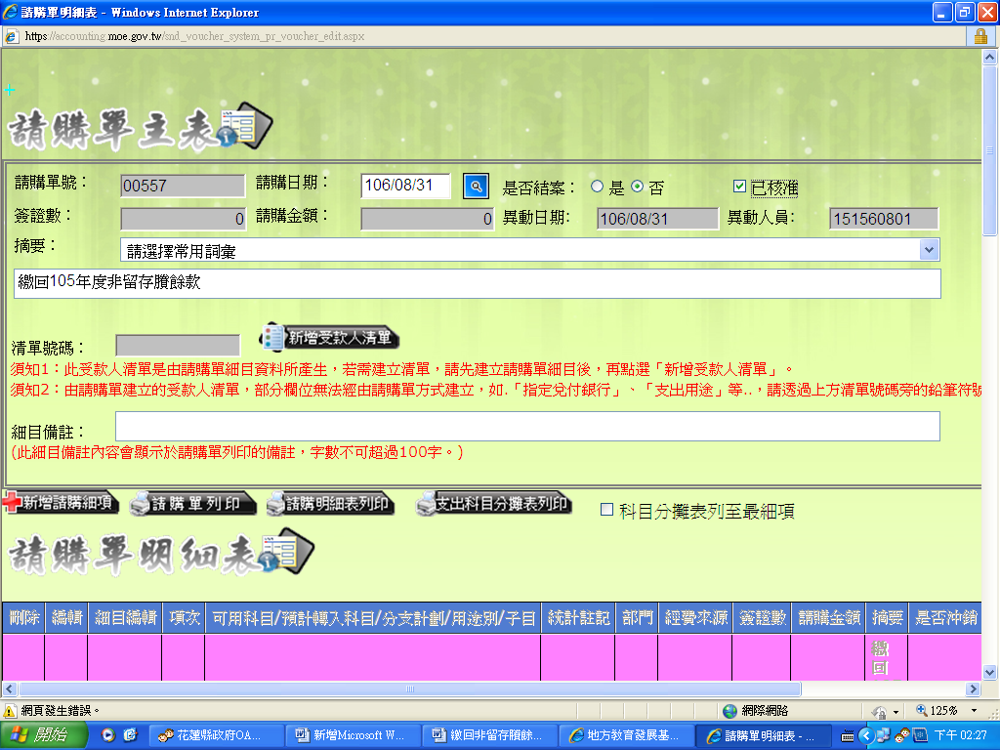 請購單明細表 - Windows Internet Explorer
https://accounting.moe.gov.tw/snd_voucher_system_pr_voucher_edit.aspx
請購單主表
請購單號： 00557 請購日期： 106/08/31 是否結案： 是 否 已核准
簽證數： 0 請購金額： 0 異動日期: 106/08/31 異動人員: 151560801
摘要： 請選擇常用詞彙
繳回105年度非留存賸餘款
清單號碼： 新增受款人清單
須知1：此受款人清單是由請購單細目資料所產生，若需建立清單，請先建立請購單細目後，再點選「新增受款人清單」。
須知2：由請購單建立的受款人清單，部分欄位無法經由請購單方式建立，如.「指定兌付銀行」、「支出用途」等..，請透過上方清單號碼旁的鉛筆符號
細目備註：
(此細目備註內容會顯示於請購單列印的備註，字數不可超過100字。)
新增請購細項 請購單列印 請購明細表列印 支出科目分攤表列印 科目分攤表列至最細項
請購單明細表
刪除 編輯 細目編輯 項次 可用科目/預計轉入科目/分支計劃/用途別/子目 統計註記 部門 經費來源 簽證數 請購金額 摘要 是否沖銷
繳
回
網頁發生錯誤。 網際網路 125%
開始 花蓮縣政府OA... 新增Microsoft W... 繳回非留存賸餘... 地方教育發展基... 請購單明細表 - ... 下午 02:27